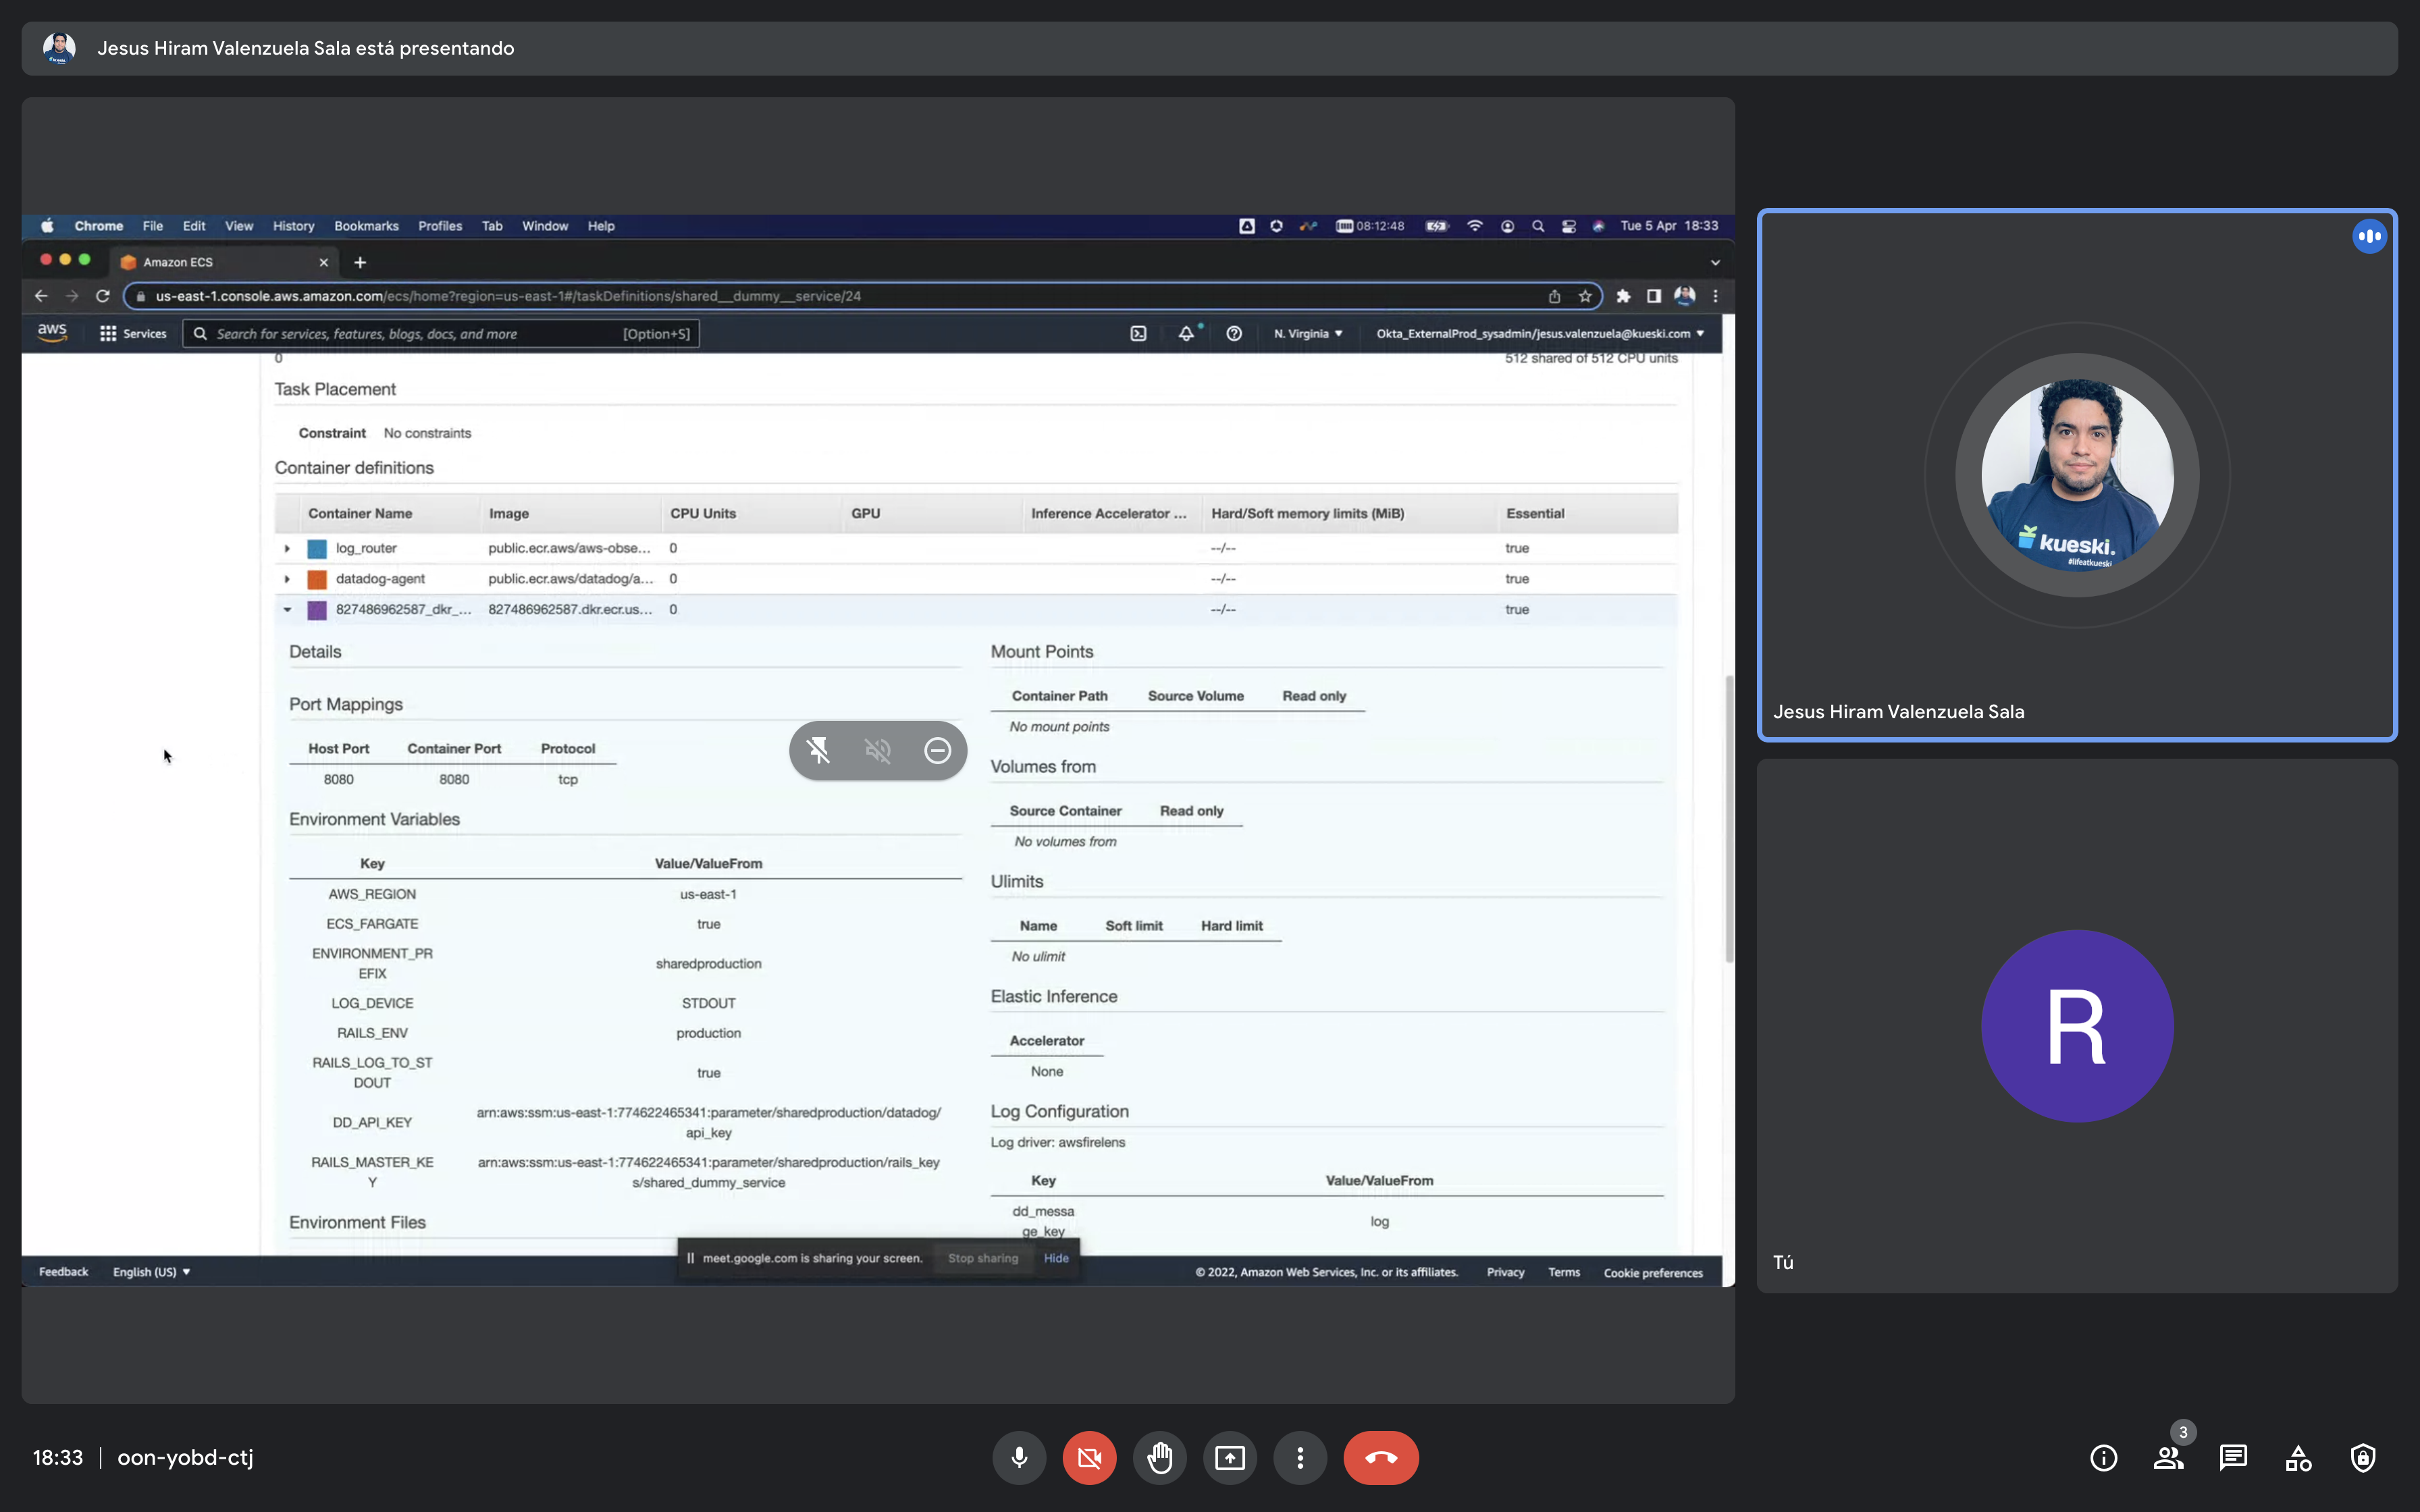 Jesus Hiram Valenzuela Sala está presentando
Chrome File Edit View History Bookmarks Profiles Tab Window Help 08:12:48 Tue 5 Apr 18:33
Amazon ECS
us-east-1.console.aws.amazon.com/ecs/home?region=us-east-1#/taskDefinitions/shared__dummy__service/24
aws Services Search for services, features, blogs, docs, and more [Option+S] N. Virginia Okta_ExternalProd_sysadmin/jesus.valenzuela@kueski.com
0 512 shared of 512 CPU units
Task Placement
Constraint No constraints
Container definitions
Container Name Image CPU Units GPU Inference Accelerator ... Hard/Soft memory limits (MiB) Essential
log_router public.ecr.aws/aws-obse... 0 --/-- true
datadog-agent public.ecr.aws/datadog/a... 0 --/-- true
827486962587_dkr_... 827486962587.dkr.ecr.us... 0 --/-- true
Details
Port Mappings
Host Port Container Port Protocol
8080 8080 tcp
Environment Variables
Key Value/ValueFrom
AWS_REGION us-east-1
ECS_FARGATE true
ENVIRONMENT_PR
EFIX
sharedproduction
LOG_DEVICE STDOUT
RAILS_ENV production
RAILS_LOG_TO_ST
DOUT
true
DD_API_KEY
arn:aws:ssm:us-east-1:774622465341:parameter/sharedproduction/datadog/
api_key
RAILS_MASTER_KE
Y
arn:aws:ssm:us-east-1:774622465341:parameter/sharedproduction/rails_key
s/shared_dummy_service
Environment Files
Mount Points
Container Path Source Volume Read only
No mount points
Volumes from
Source Container Read only
No volumes from
Ulimits
Name Soft limit Hard limit
No ulimit
Elastic Inference
Accelerator
None
Log Configuration
Log driver: awsfirelens
Key Value/ValueFrom
dd_messa
ge_key
log
meet.google.com is sharing your screen. Stop sharing Hide
Feedback English (US) © 2022, Amazon Web Services, Inc. or its affiliates. Privacy Terms Cookie preferences
kueski.
#lifeatkueski
Jesus Hiram Valenzuela Sala
R
Tú
18:33 | oon-yobd-ctj
3